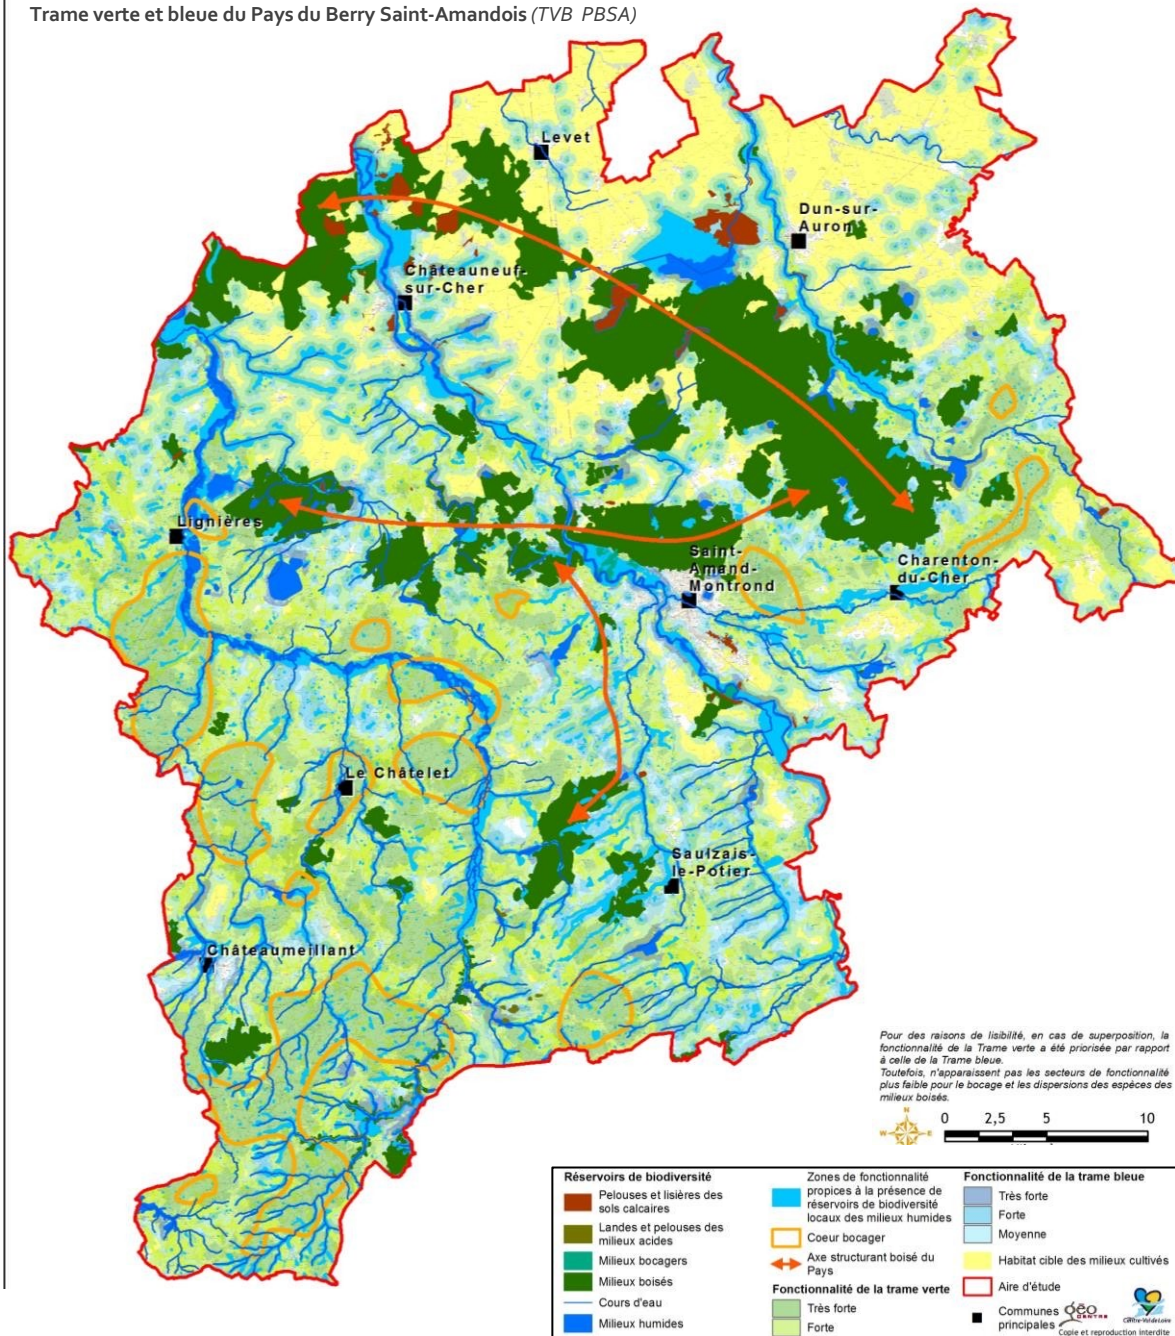 Trame verte et bleue du Pays du Berry Saint-Amandois (TVB PBSA)
Levet
Dun-sur-
Auron
Châteauneuf-
sur-Cher
Lignières
Saint-
Amand-
Montrond
Charenton-
du-Cher
Le Châtelet
Saulzais-
le-Potier
Châteaumeillant
Pour des raisons de lisibilité, en cas de superposition, la
fonctionnalité de la Trame verte a été priorisée par rapport
à celle de la Trame bleue.
Toutefois, n'apparaissent pas les secteurs de fonctionnalité
plus faible pour le bocage et les dispersions des espèces des
milieux boisés.
N
W E
0 2,5 5 10
Réservoirs de biodiversité
Pelouses et lisières des
sols calcaires
Landes et pelouses des
milieux acides
Milieux bocagers
Milieux boisés
Cours d'eau
Milieux humides
Zones de fonctionnalité
propices à la présence de
réservoirs de biodiversité
locaux des milieux humides
Coeur bocager
Axe structurant boisé du
Pays
Fonctionnalité de la trame verte
Très forte
Forte
Fonctionnalité de la trame bleue
Très forte
Forte
Moyenne
Habitat cible des milieux cultivés
Aire d'étude
Communes
principales
géo
CENTRE
Centre-Val de Loire
Copie et reproduction interdite